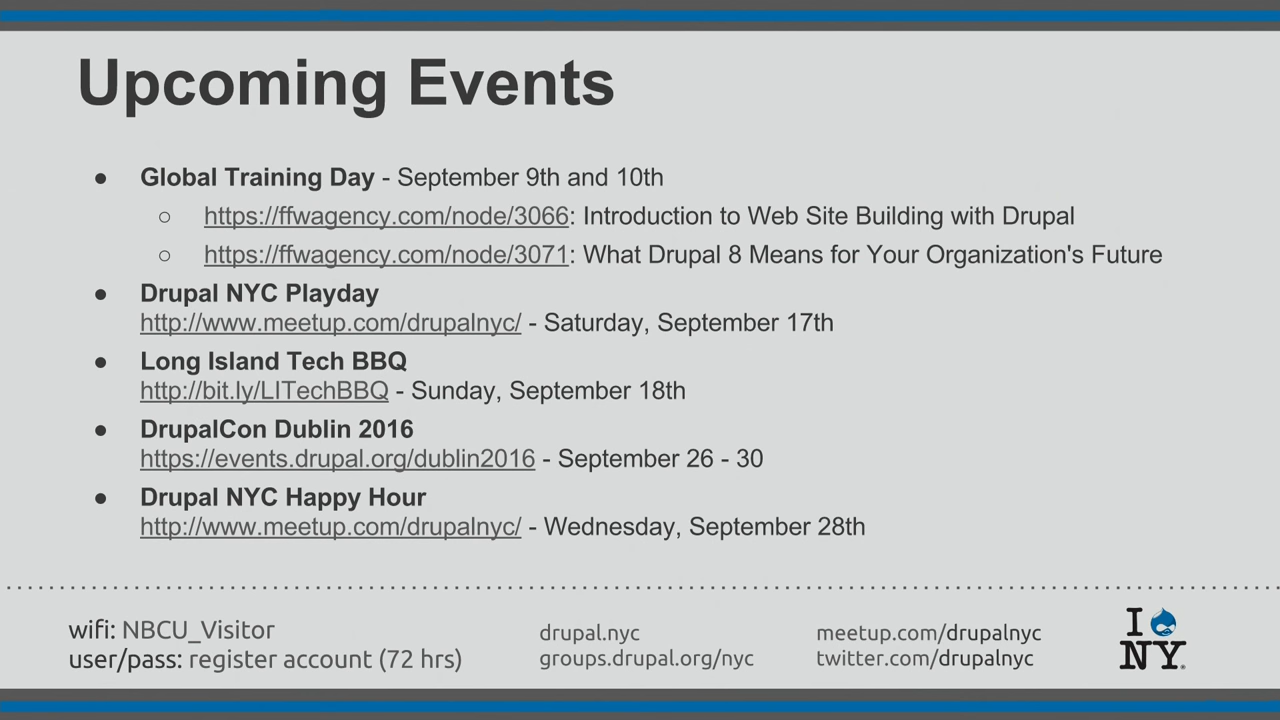 Upcoming Events
● Global Training Day - September 9th and 10th
○ https://ffwagency.com/node/3066: Introduction to Web Site Building with Drupal
○ https://ffwagency.com/node/3071: What Drupal 8 Means for Your Organization's Future
● Drupal NYC Playday
http://www.meetup.com/drupalnyc/ - Saturday, September 17th
● Long Island Tech BBQ
http://bit.ly/LITechBBQ - Sunday, September 18th
● DrupalCon Dublin 2016
https://events.drupal.org/dublin2016 - September 26 - 30
● Drupal NYC Happy Hour
http://www.meetup.com/drupalnyc/ - Wednesday, September 28th
wifi: NBCU_Visitor
user/pass: register account (72 hrs)
drupal.nyc
groups.drupal.org/nyc
meetup.com/drupalnyc
twitter.com/drupalnyc
I
NY